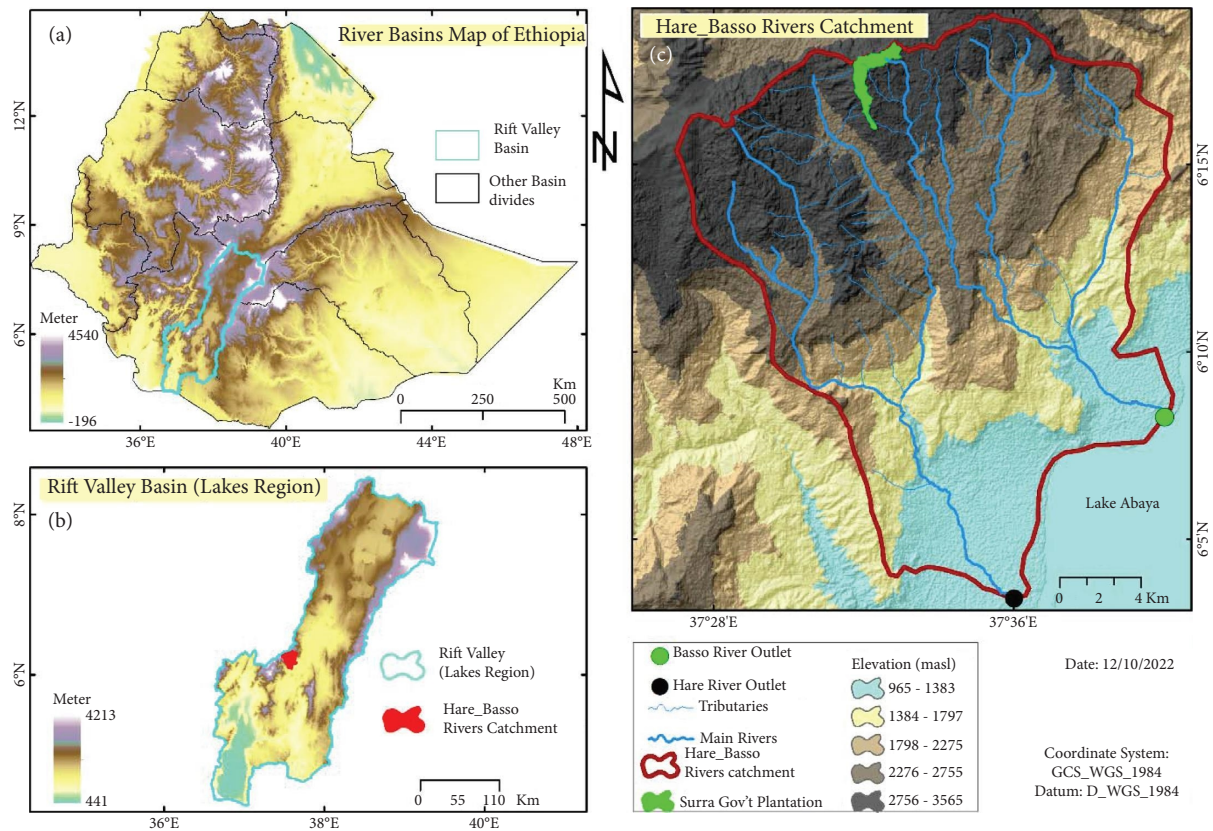 (a)
River Basins Map of Ethiopia
12°N
9°N
6°N
Rift Valley
Basin
Other Basin
divides
Meter
4540
-196
Km
0 250 500
36°E 40°E 44°E 48°E
N
Rift Valley Basin (Lakes Region)
(b)
8°N
6°N
Rift Valley
(Lakes Region)
Hare_Basso
Rivers Catchment
Meter
4213
441
0 55 110 Km
36°E 38°E 40°E
Hare_Basso Rivers Catchment
(c)
6°15'N
6°10'N
6°5'N
Lake Abaya
0 2 4 Km
37°28'E 37°36'E
Basso River Outlet
Hare River Outlet
Tributaries
Main Rivers
Hare_Basso
Rivers catchment
Surra Gov't Plantation
Elevation (masl)
965 - 1383
1384 - 1797
1798 - 2275
2276 - 2755
2756 - 3565
Date: 12/10/2022
Coordinate System:
GCS_WGS_1984
Datum: D_WGS_1984